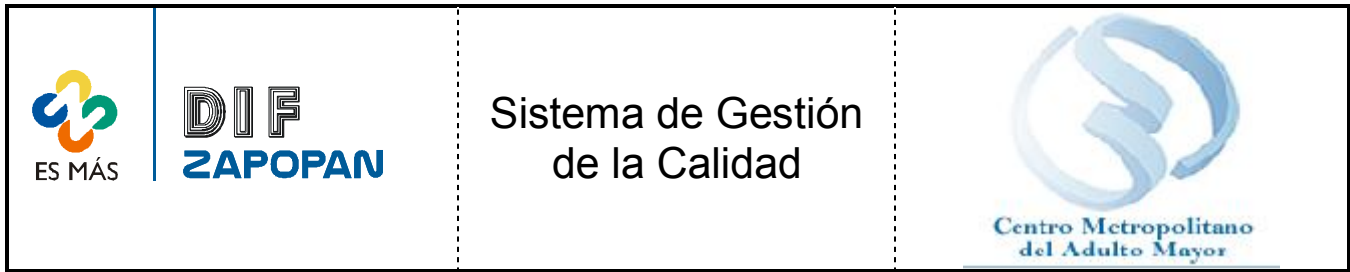 ES MÁS
DIF
ZAPOPAN
Sistema de Gestión
de la Calidad
Centro Metropolitano
del Adulto Mayor